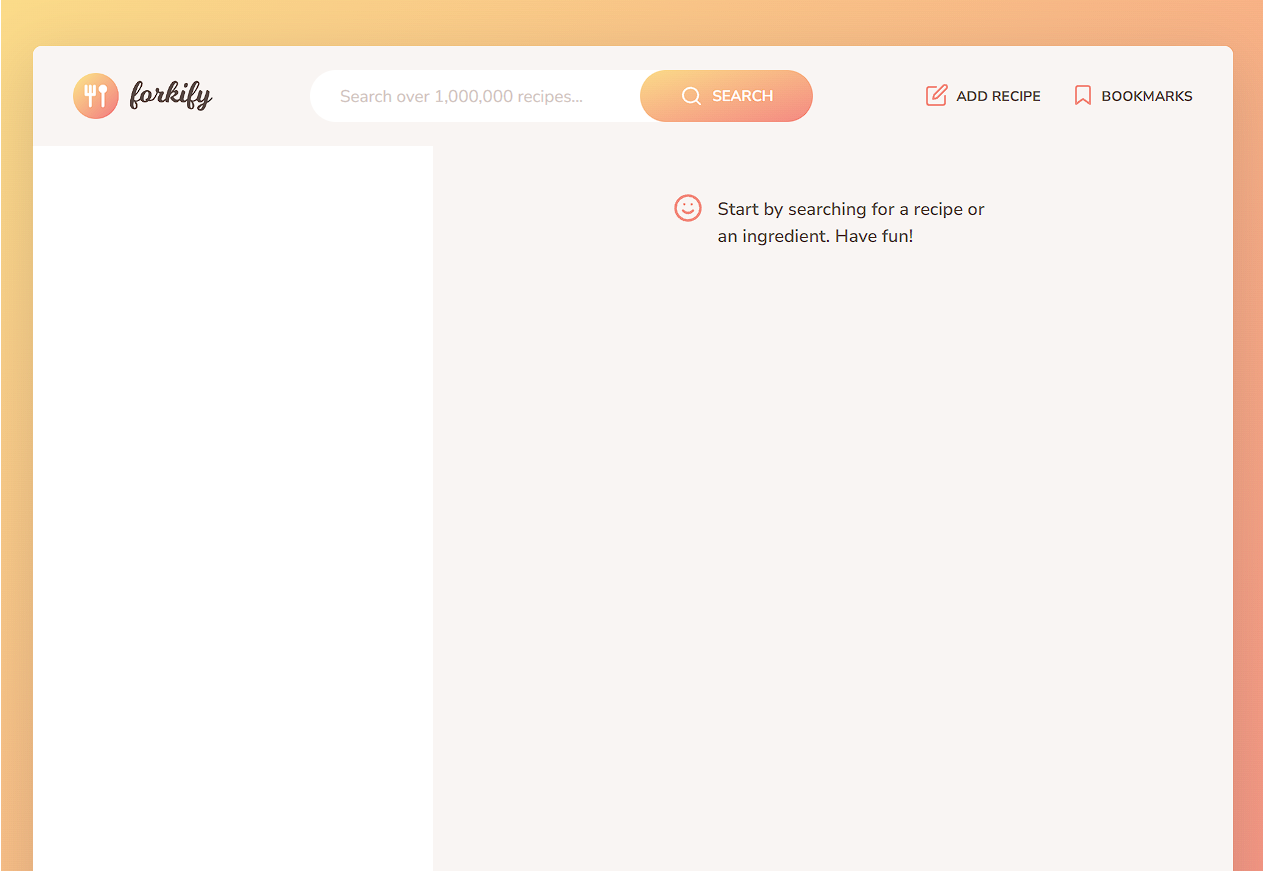 forkify
Search over 1,000,000 recipes...
SEARCH
ADD RECIPE
BOOKMARKS
Start by searching for a recipe or
an ingredient. Have fun!